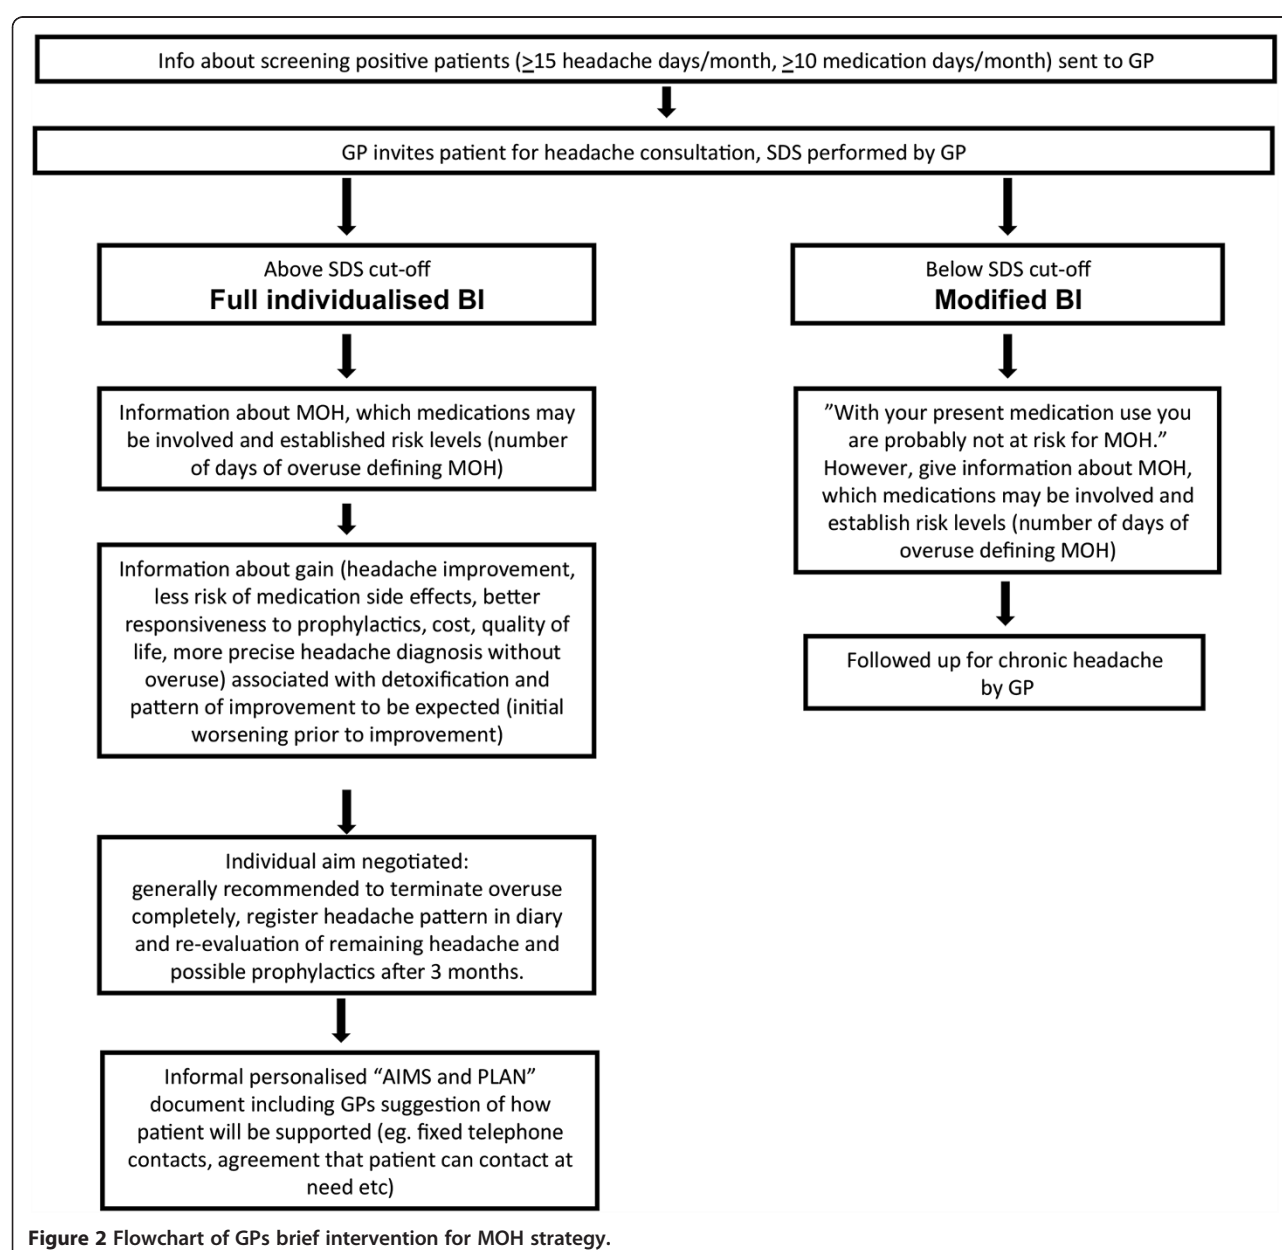 Info about screening positive patients (≥15 headache days/month, ≥10 medication days/month) sent to GP
GP invites patient for headache consultation, SDS performed by GP
Above SDS cut-off
Full individualised BI
Information about MOH, which medications may
be involved and established risk levels (number
of days of overuse defining MOH)
Information about gain (headache improvement,
less risk of medication side effects, better
responsiveness to prophylactics, cost, quality of
life, more precise headache diagnosis without
overuse) associated with detoxification and
pattern of improvement to be expected (initial
worsening prior to improvement)
Individual aim negotiated:
generally recommended to terminate overuse
completely, register headache pattern in diary
and re-evaluation of remaining headache and
possible prophylactics after 3 months.
Informal personalised “AIMS and PLAN”
document including GPs suggestion of how
patient will be supported (eg. fixed telephone
contacts, agreement that patient can contact at
need etc)
Below SDS cut-off
Modified BI
”With your present medication use you
are probably not at risk for MOH.”
However, give information about MOH,
which medications may be involved and
establish risk levels (number of days of
overuse defining MOH)
Followed up for chronic headache
by GP
Figure 2 Flowchart of GPs brief intervention for MOH strategy.